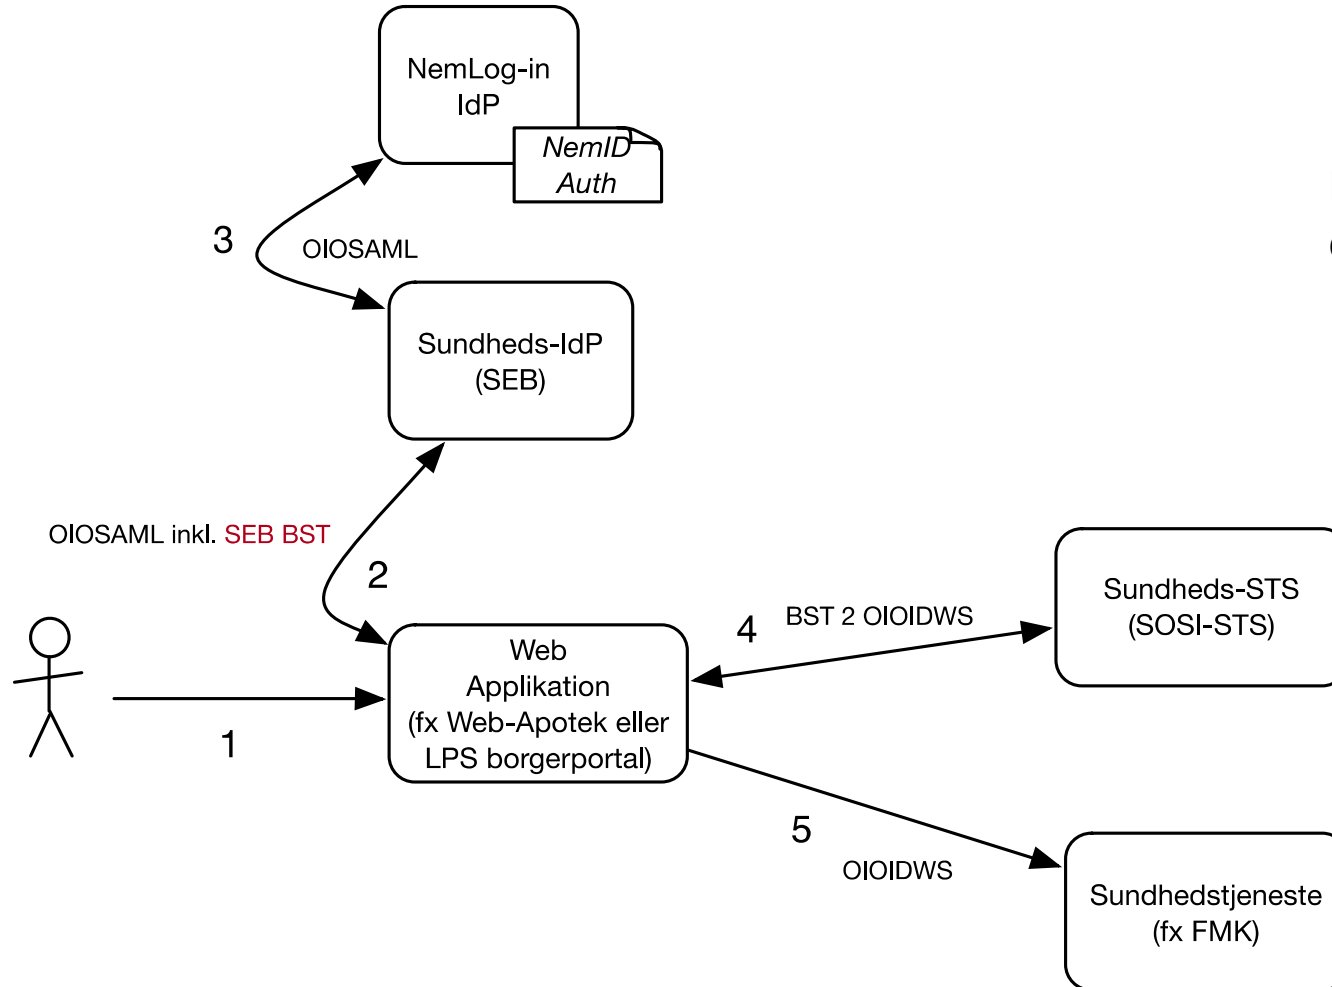 NemLog-in
IdP
NemID
Auth
3
OIOSAML
Sundheds-IdP
(SEB)
OIOSAML inkl. SEB BST
2
Web
Applikation
(fx Web-Apotek eller
LPS borgerportal)
1
4
BST 2 OIOIDWS
Sundheds-STS
(SOSI-STS)
5
OIOIDWS
Sundhedstjeneste
(fx FMK)